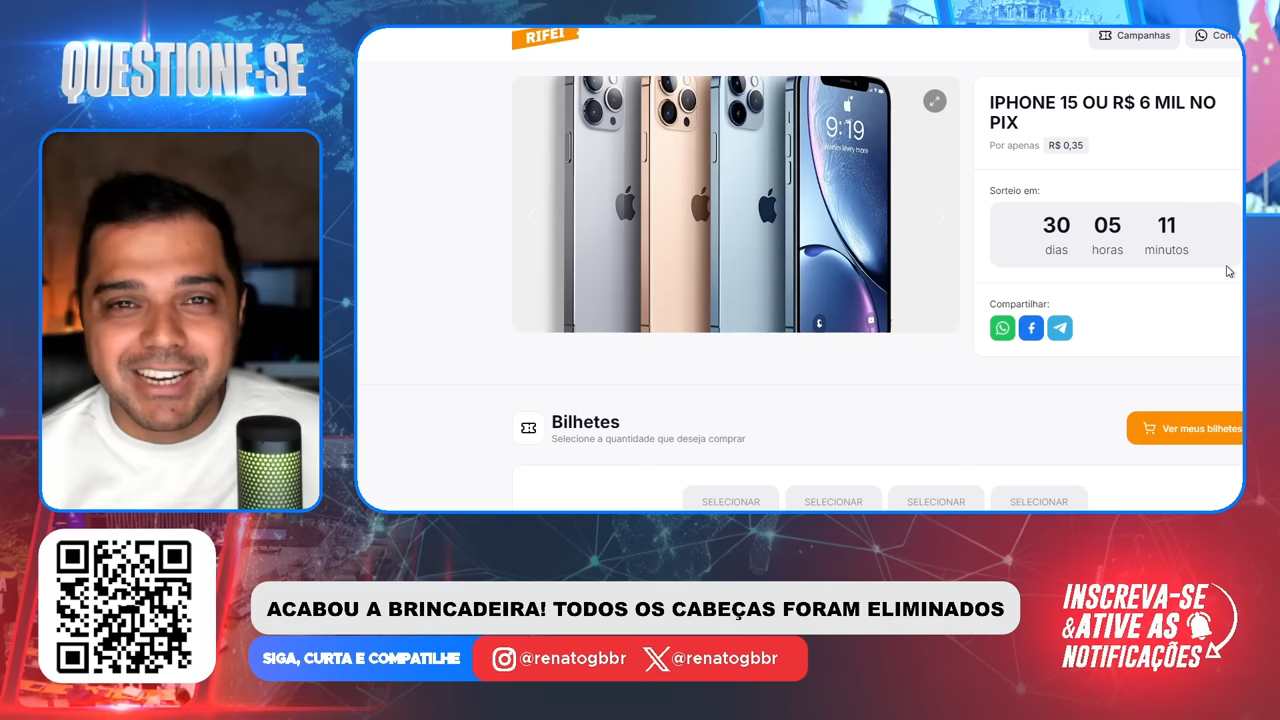 QUESTIONE-SE
RIFEI
Campanhas
IPHONE 15 OU R$ 6 MIL NO
PIX
Por apenas R$ 0,35
9:19
Sorteio em:
30 05 11
dias horas minutos
Compartilhar:
Bilhetes
Selecione a quantidade que deseja comprar
Ver meus bilhetes
SELECIONAR SELECIONAR SELECIONAR SELECIONAR
ACABOU A BRINCADEIRA! TODOS OS CABEÇAS FORAM ELIMINADOS
SIGA, CURTA E COMPATILHE @renatogbbr @renatogbbr
INSCREVA-SE
&ATIVE AS
NOTIFICAÇÕES